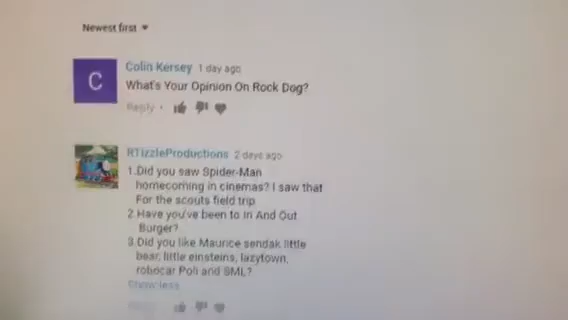 Newest first
C
Colin Kersey 1 day ago
What's Your Opinion On Rock Dog?
Reply •
RTizzleProductions 2 days ago
1.Did you saw Spider-Man
homecoming in cinemas? I saw that
For the scouts field trip
2.Have you've been to In And Out
Burger?
3.Did you like Maurice sendak little
bear, little einsteins, lazytown,
robocar Poli and SML?
Show less